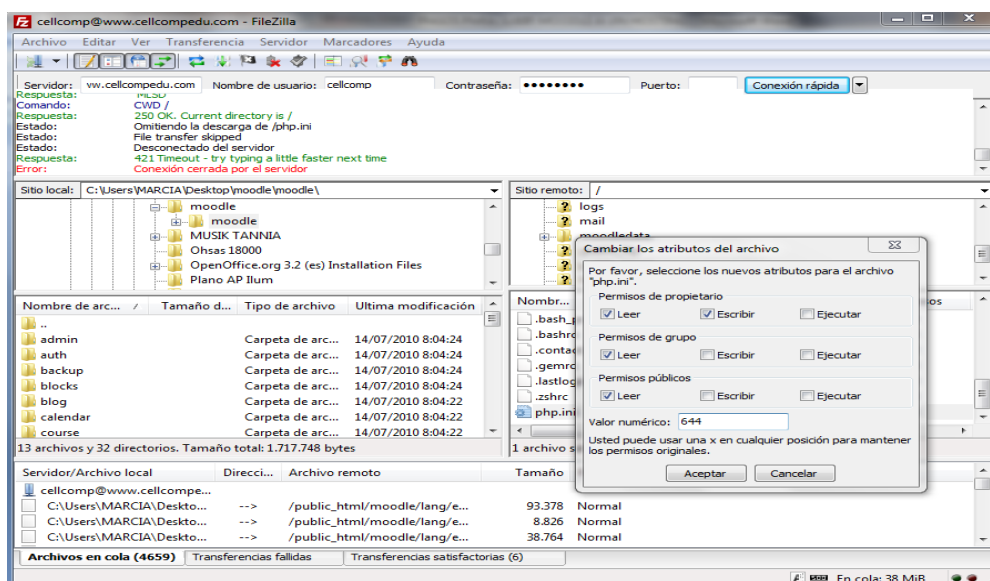 cellcomp@www.cellcompedu.com - FileZilla
Archivo Editar Ver Transferencia Servidor Marcadores Ayuda
Servidor: vw.cellcompedu.com Nombre de usuario: cellcomp Contraseña: ●●●●●●●● Puerto: Conexión rápida
Respuesta: MLSD
Comando: CWD /
Respuesta: 250 OK. Current directory is /
Estado: Omitiendo la descarga de /php.ini
Estado: File transfer skipped
Estado: Desconectado del servidor
Respuesta: 421 Timeout - try typing a little faster next time
Error: Conexión cerrada por el servidor
Sitio local: C:\Users\MARCIA\Desktop\moodle\moodle\
moodle
moodle
MUSIK TANNIA
Ohsas 18000
OpenOffice.org 3.2 (es) Installation Files
Plano AP Ilum
Sitio remoto: /
logs
mail
moodledata
Nombre de arc... Tamaño d... Tipo de archivo Ultima modificación
..
admin Carpeta de arc... 14/07/2010 8:04:24
auth Carpeta de arc... 14/07/2010 8:04:24
backup Carpeta de arc... 14/07/2010 8:04:24
blocks Carpeta de arc... 14/07/2010 8:04:24
blog Carpeta de arc... 14/07/2010 8:04:22
calendar Carpeta de arc... 14/07/2010 8:04:22
course Carpeta de arc... 14/07/2010 8:04:22
13 archivos y 32 directorios. Tamaño total: 1.717.748 bytes
Nombr...
.bash_p
.bashrc
.contac
.gemrc
.lastlog
.zshrc
php.ini
1 archivo s
Cambiar los atributos del archivo
Por favor, seleccione los nuevos atributos para el archivo
"php.ini".
Permisos de propietario
Leer Escribir Ejecutar
Permisos de grupo
Leer Escribir Ejecutar
Permisos públicos
Leer Escribir Ejecutar
Valor numérico: 644
Usted puede usar una x en cualquier posición para mantener
los permisos originales.
Aceptar Cancelar
Servidor/Archivo local Direcci... Archivo remoto Tamaño
cellcomp@www.cellcompe...
C:\Users\MARCIA\Deskto... --> /public_html/moodle/lang/e... 93.378 Normal
C:\Users\MARCIA\Deskto... --> /public_html/moodle/lang/e... 8.826 Normal
C:\Users\MARCIA\Deskto... --> /public_html/moodle/lang/e... 38.764 Normal
Archivos en cola (4659) Transferencias fallidas Transferencias satisfactorias (6)
En cola: 38 MiB